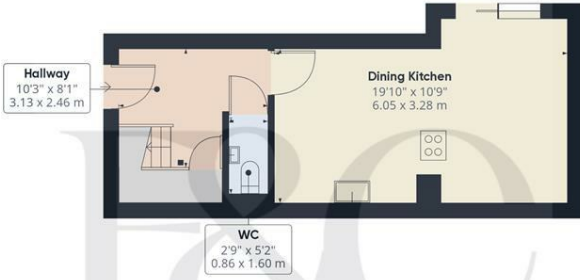 Hallway
10'3" x 8'1"
3.13 x 2.46 m
Dining Kitchen
19'10" x 10'9"
6.05 x 3.28 m
WC
2'9" x 5'2"
0.86 x 1.60 m